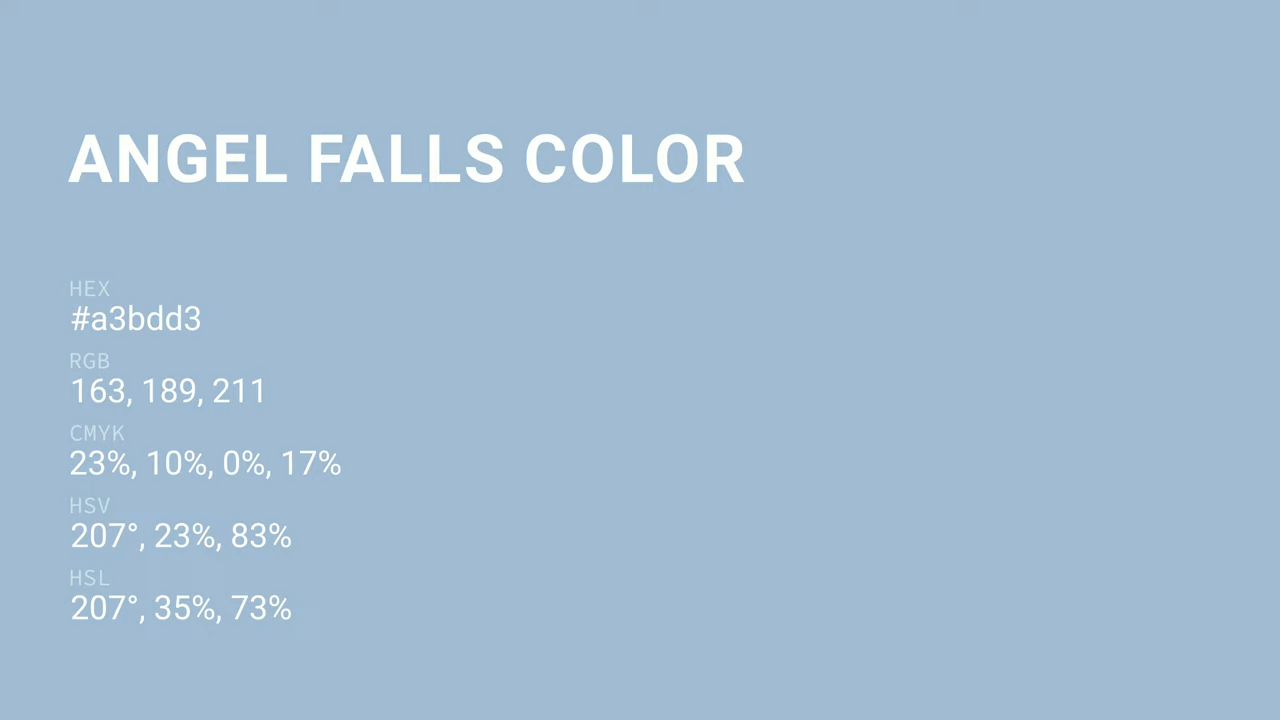 ANGEL FALLS COLOR
HEX
#a3bdd3
RGB
163, 189, 211
CMYK
23%, 10%, 0%, 17%
HSV
207°, 23%, 83%
HSL
207°, 35%, 73%